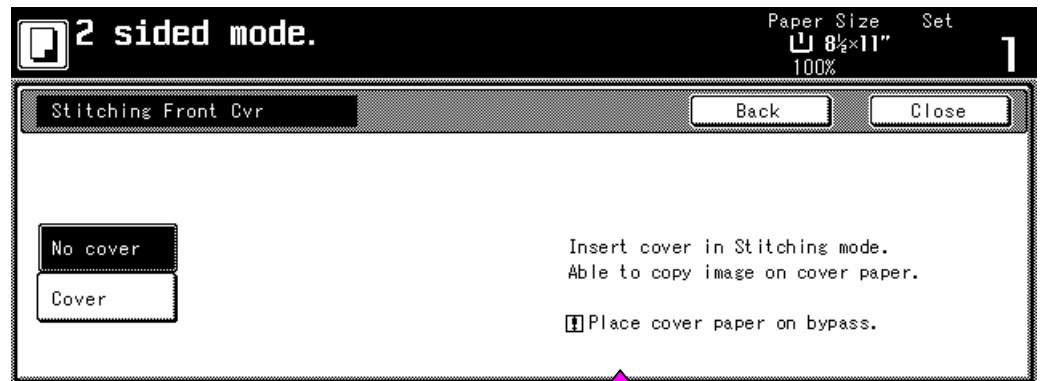 2 sided mode.
Paper Size Set
8½×11"
100%
1
Stitching Front Cvr
Back
Close
No cover
Cover
Insert cover in Stitching mode.
Able to copy image on cover paper.
Place cover paper on bypass.